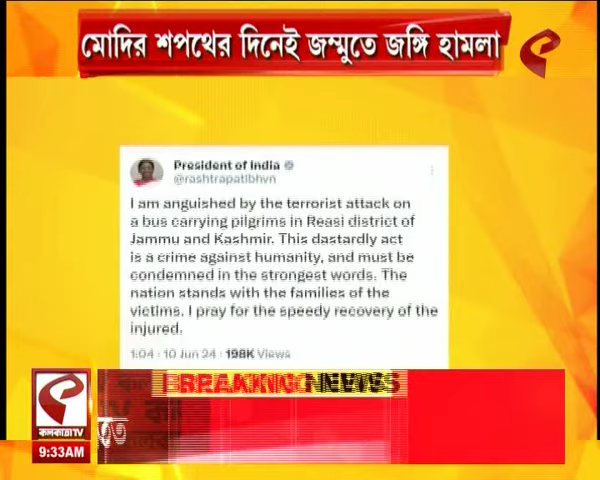 মোদির শপথের দিনেই জম্মুতে জঙ্গি হামলা
President of India
@rashtrapatibhvn
I am anguished by the terrorist attack on
a bus carrying pilgrims in Reasi district of
Jammu and Kashmir. This dastardly act
is a crime against humanity, and must be
condemned in the strongest words. The
nation stands with the families of the
victims. I pray for the speedy recovery of the
injured.
1:04 · 10 Jun 24 · 198K Views
BREAKING NEWS
কলকাতা TV
9:33AM